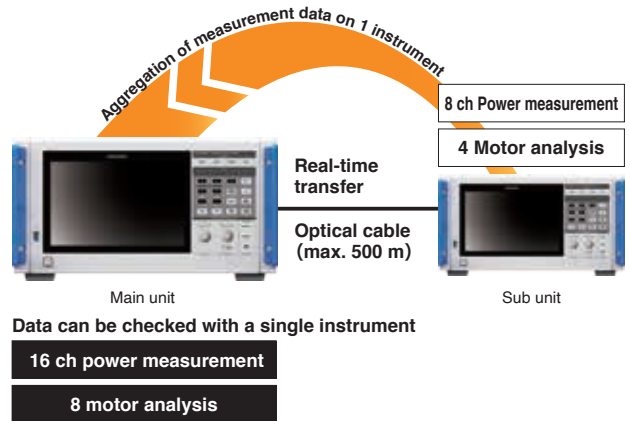 Aggregation of measurement data on 1 instrument
8 ch Power measurement
4 Motor analysis
Real-time
transfer
Optical cable
(max. 500 m)
Main unit
Sub unit
Data can be checked with a single instrument
16 ch power measurement
8 motor analysis